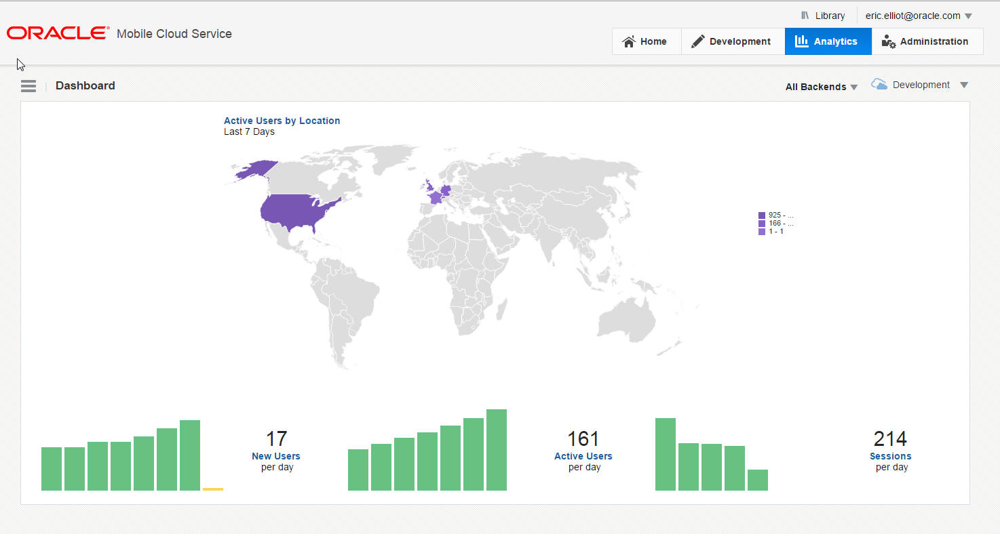 Library
eric.elliot@oracle.com
ORACLE® Mobile Cloud Service
Home
Development
Analytics
Administration
Dashboard
All Backends
Development
Active Users by Location
Last 7 Days
925 - ...
166 - ...
1 - 1
17
New Users
per day
161
Active Users
per day
214
Sessions
per day